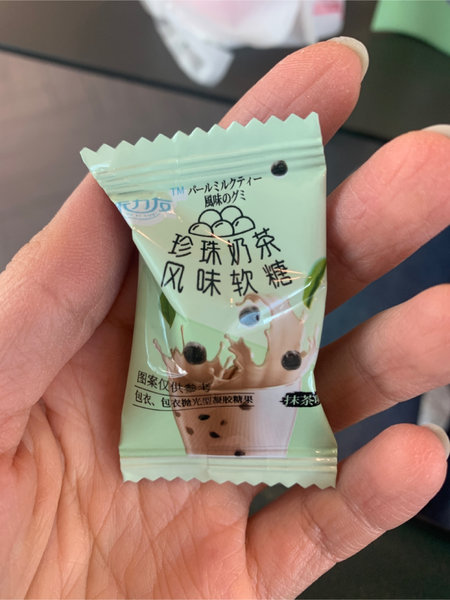 TM パールミルクティー
風味のグミ
珍珠奶茶
风味软糖
图案仅供参考
包衣、包衣抛光型凝胶糖果
抹茶